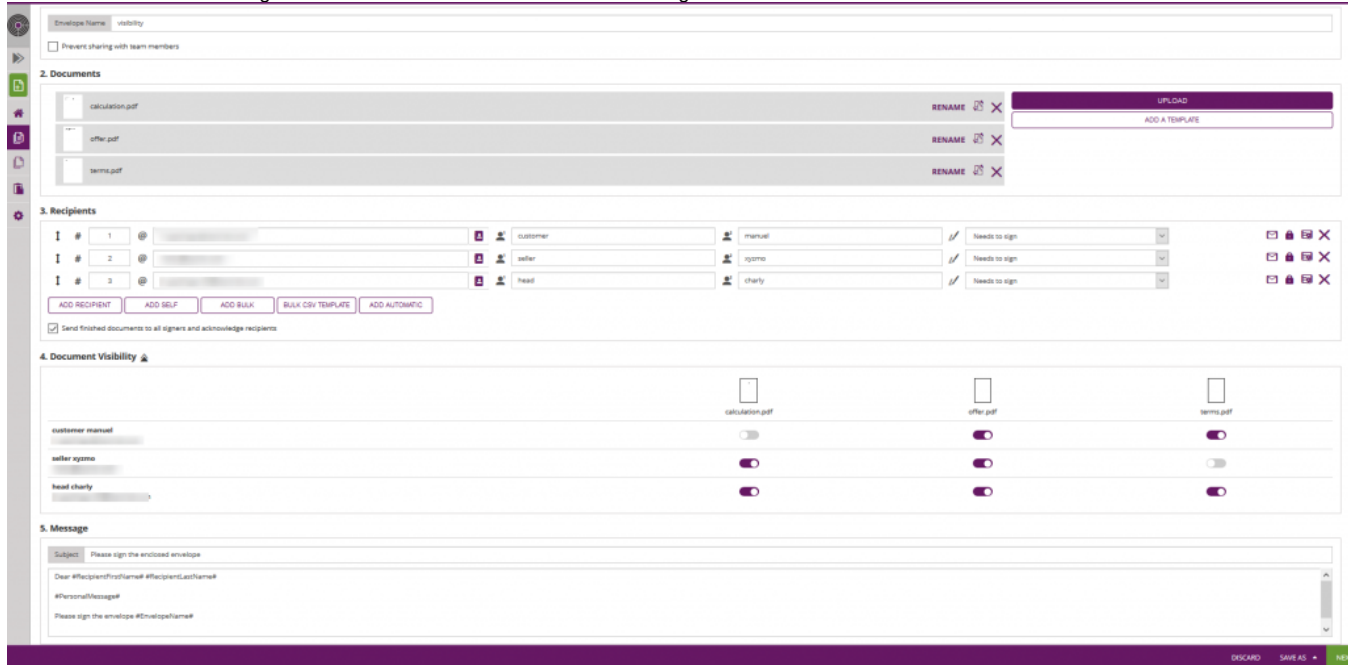 Envelope Name visibility
Prevent sharing with team members
2. Documents
calculation.pdf RENAME UPLOAD
ADD A TEMPLATE
offer.pdf RENAME
terms.pdf RENAME
3. Recipients
# 1 @ customer manuel Needs to sign
# 2 @ seller xyzmo Needs to sign
# 3 @ head charly Needs to sign
ADD RECIPIENT ADD SELF ADD BULK BULK CSV TEMPLATE ADD AUTOMATIC
Send finished documents to all signers and acknowledge recipients
4. Document Visibility
calculation.pdf offer.pdf terms.pdf
customer manuel
seller xyzmo
head charly
5. Message
Subject Please sign the enclosed envelope
Dear #RecipientFirstName# #RecipientLastName#
#PersonalMessage#
Please sign the envelope #EnvelopeName#
DISCARD SAVE AS